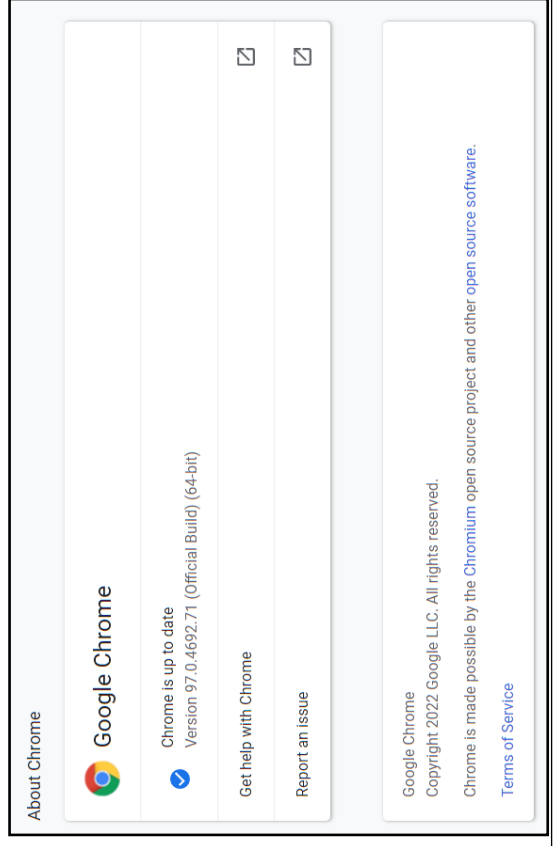 About Chrome
Google Chrome
Chrome is up to date
Version 97.0.4692.71 (Official Build) (64-bit)
Get help with Chrome
Report an issue
Google Chrome
Copyright 2022 Google LLC. All rights reserved.
Chrome is made possible by the Chromium open source project and other open source software.
Terms of Service